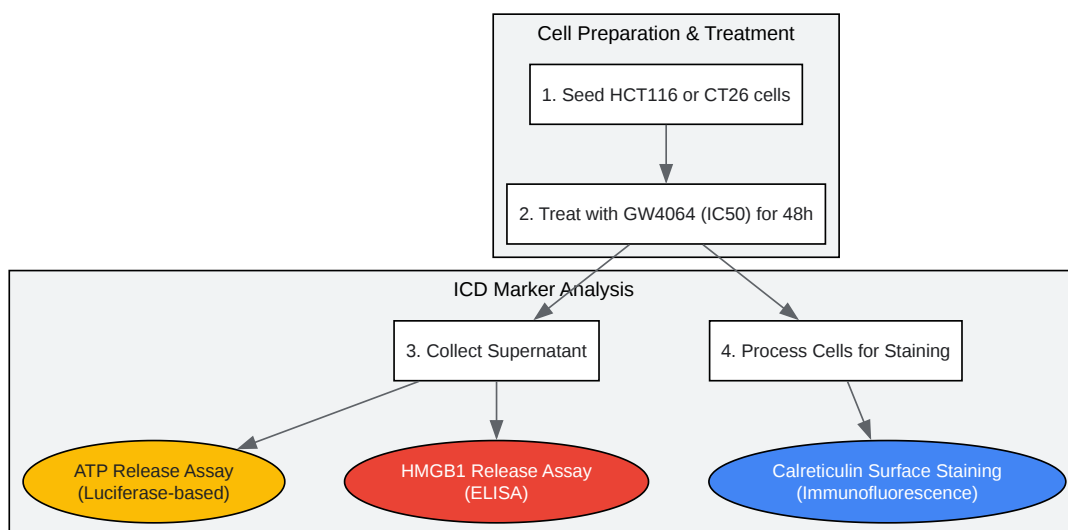 Cell Preparation & Treatment
1. Seed HCT116 or CT26 cells
2. Treat with GW4064 (IC50) for 48h
ICD Marker Analysis
3. Collect Supernatant
4. Process Cells for Staining
ATP Release Assay
(Luciferase-based)
HMGB1 Release Assay
(ELISA)
Calreticulin Surface Staining
(Immunofluorescence)